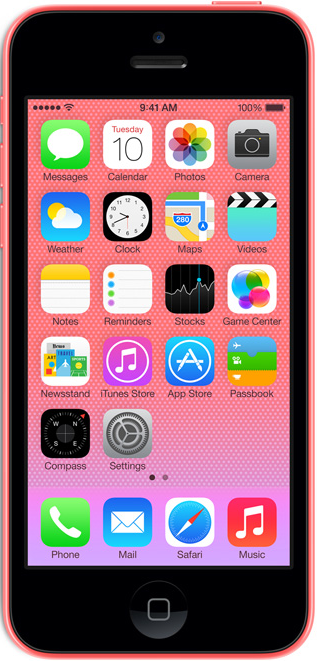 9:41 AM 100%
Tuesday
10
Messages Calendar Photos Camera
280
Weather Clock Maps Videos
Notes Reminders Stocks Game Center
News
ART TRAVEL SPORTS
Newsstand iTunes Store App Store Passbook
N
W E
S
Compass Settings
Phone Mail Safari Music